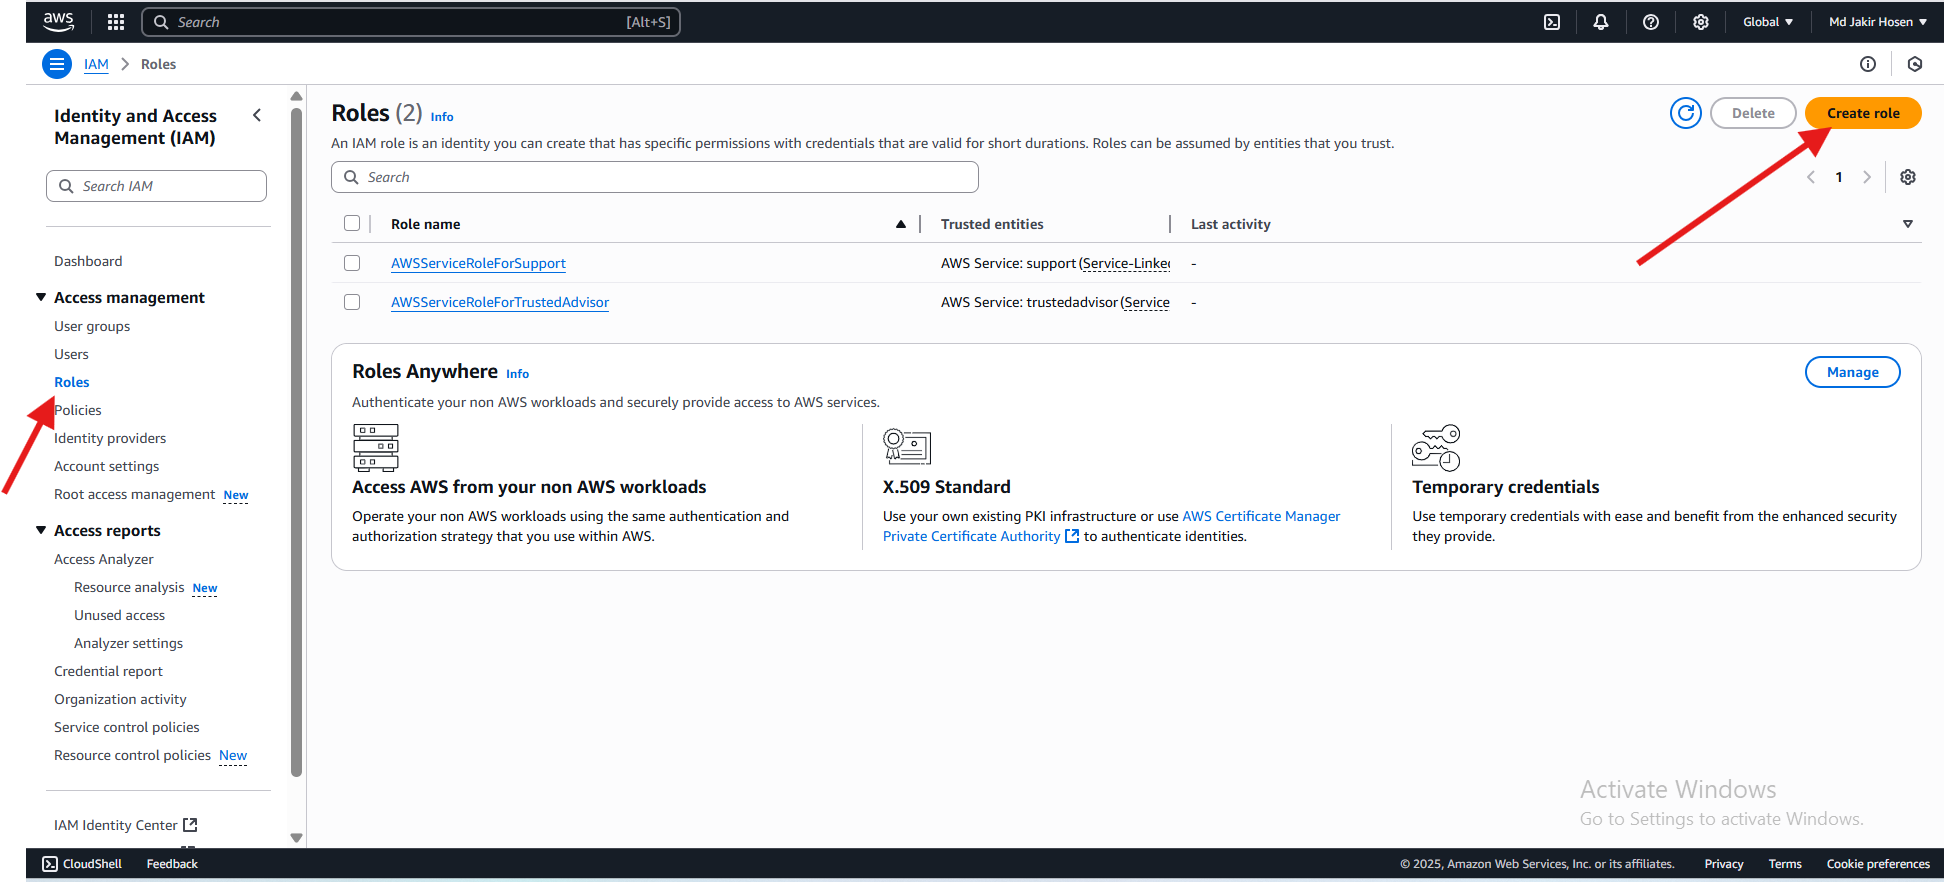 aws
Search
[Alt+S]
Global
Md Jakir Hosen
IAM
Roles
Identity and Access
Management (IAM)
Search IAM
Dashboard
Access management
User groups
Users
Roles
Policies
Identity providers
Account settings
Root access management New
Access reports
Access Analyzer
Resource analysis New
Unused access
Analyzer settings
Credential report
Organization activity
Service control policies
Resource control policies New
IAM Identity Center
Roles (2) Info
Delete
Create role
An IAM role is an identity you can create that has specific permissions with credentials that are valid for short durations. Roles can be assumed by entities that you trust.
Search
1
Role name
Trusted entities
Last activity
AWSServiceRoleForSupport
AWS Service: support (Service-Linked
-
AWSServiceRoleForTrustedAdvisor
AWS Service: trustedadvisor (Service
-
Roles Anywhere Info
Manage
Authenticate your non AWS workloads and securely provide access to AWS services.
Access AWS from your non AWS workloads
Operate your non AWS workloads using the same authentication and
authorization strategy that you use within AWS.
X.509 Standard
Use your own existing PKI infrastructure or use AWS Certificate Manager
Private Certificate Authority to authenticate identities.
Temporary credentials
Use temporary credentials with ease and benefit from the enhanced security
they provide.
Activate Windows
Go to Settings to activate Windows.
CloudShell
Feedback
© 2025, Amazon Web Services, Inc. or its affiliates.
Privacy
Terms
Cookie preferences